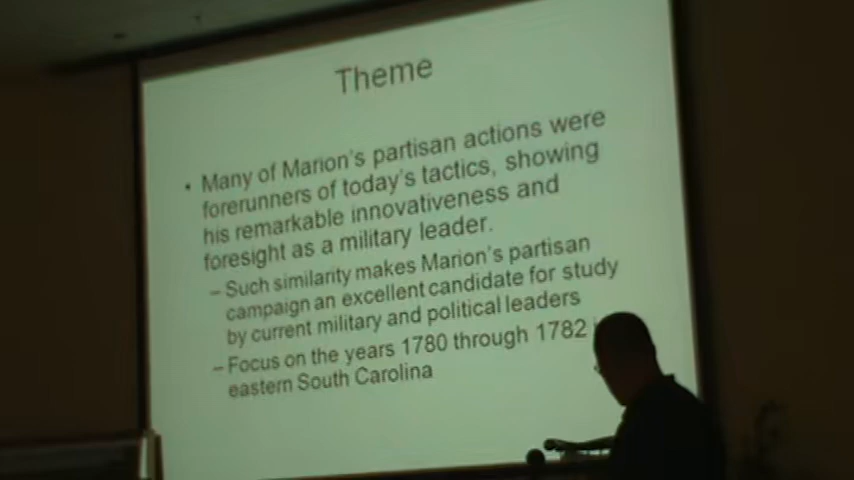 Theme
• Many of Marion's partisan actions were
forerunners of today's tactics, showing
his remarkable innovativeness and
foresight as a military leader.
– Such similarity makes Marion's partisan
campaign an excellent candidate for study
by current military and political leaders
– Focus on the years 1780 through 1782
eastern South Carolina